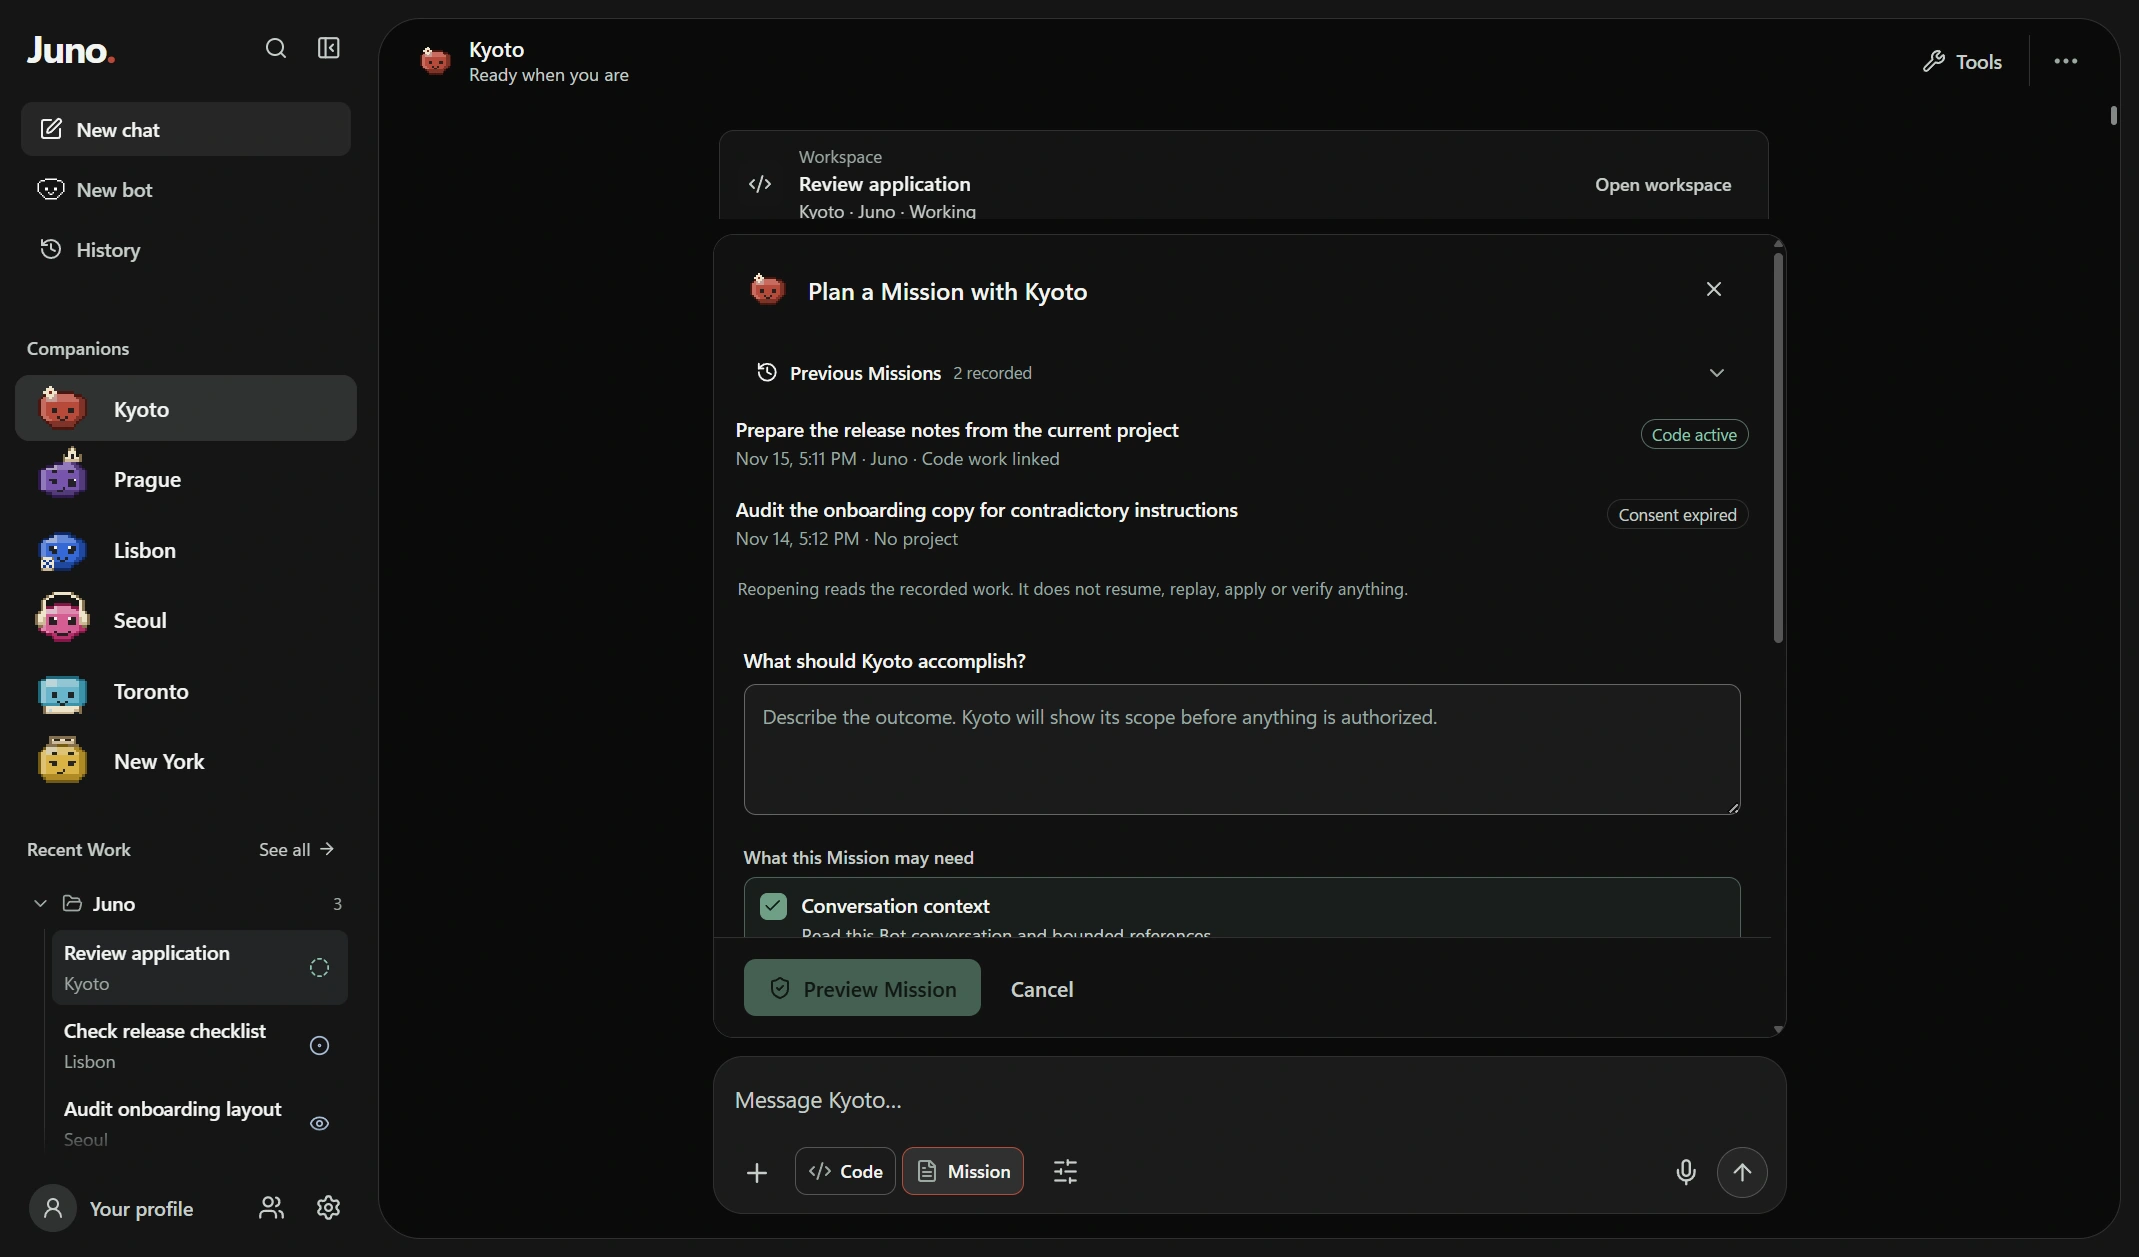 Juno.
New chat
New bot
History
Companions
Kyoto
Prague
Lisbon
Seoul
Toronto
New York
Recent Work
See all
Juno
3
Review application
Kyoto
Check release checklist
Lisbon
Audit onboarding layout
Seoul
Your profile
Kyoto
Ready when you are
Tools
Workspace
Review application
Kyoto · Juno · Working
Open workspace
Plan a Mission with Kyoto
Previous Missions 2 recorded
Prepare the release notes from the current project
Code active
Nov 15, 5:11 PM · Juno · Code work linked
Audit the onboarding copy for contradictory instructions
Consent expired
Nov 14, 5:12 PM · No project
Reopening reads the recorded work. It does not resume, replay, apply or verify anything.
What should Kyoto accomplish?
Describe the outcome. Kyoto will show its scope before anything is authorized.
What this Mission may need
Conversation context
Read this Bot conversation and bounded references.
Preview Mission
Cancel
Message Kyoto...
Code
Mission